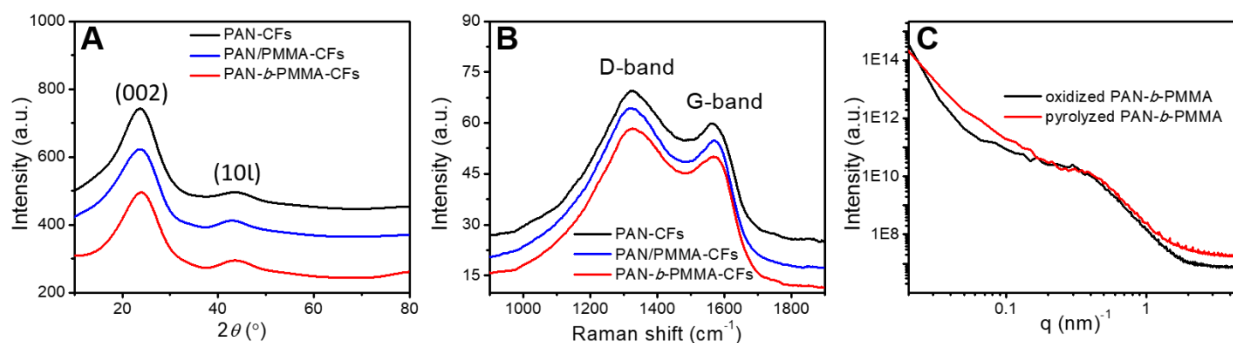 A
PAN-CFs
PAN/PMMA-CFs
PAN-b-PMMA-CFs
(002)
(10l)
1000
800
600
400
200
Intensity (a.u.)
20
40
60
80
2θ (°)
B
D-band
G-band
PAN-CFs
PAN/PMMA-CFs
PAN-b-PMMA-CFs
90
75
60
45
30
15
Intensity (a.u.)
1000
1200
1400
1600
1800
Raman shift (cm⁻¹)
C
oxidized PAN-b-PMMA
pyrolyzed PAN-b-PMMA
1E14
1E12
1E10
1E8
Intensity (a.u.)
0.1
1
q (nm)⁻¹